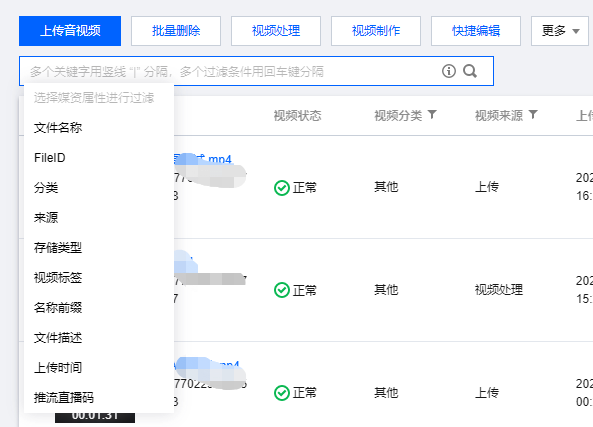 上传音视频 批量删除 视频处理 视频制作 快捷编辑 更多
多个关键字用竖线 "|" 分隔，多个过滤条件用回车键分隔
选择媒资属性进行过滤
视频状态 视频分类 视频来源 上
文件名称
FileID
分类
来源
存储类型
视频标签
名称前缀
文件描述
上传时间
推流直播码
.mp4
正常 其他 上传 202
16:
正常 其他 视频处理 202
15:
正常 其他 上传 202
00:
00:01:31